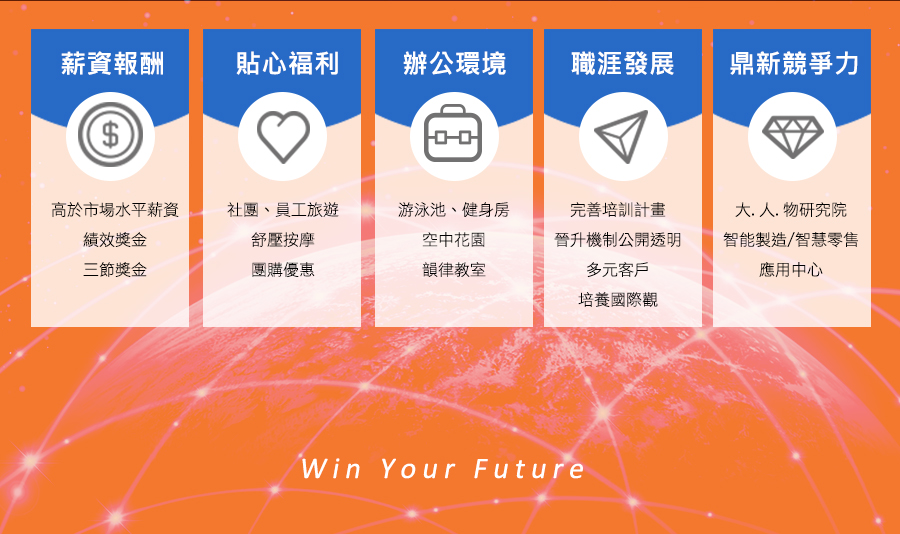 薪資報酬
高於市場水平薪資
績效獎金
三節獎金
貼心福利
社團、員工旅遊
舒壓按摩
團購優惠
辦公環境
游泳池、健身房
空中花園
韻律教室
職涯發展
完善培訓計畫
晉升機制公開透明
多元客戶
培養國際觀
鼎新競爭力
大. 人. 物研究院
智能製造/智慧零售
應用中心
$
Win Your Future